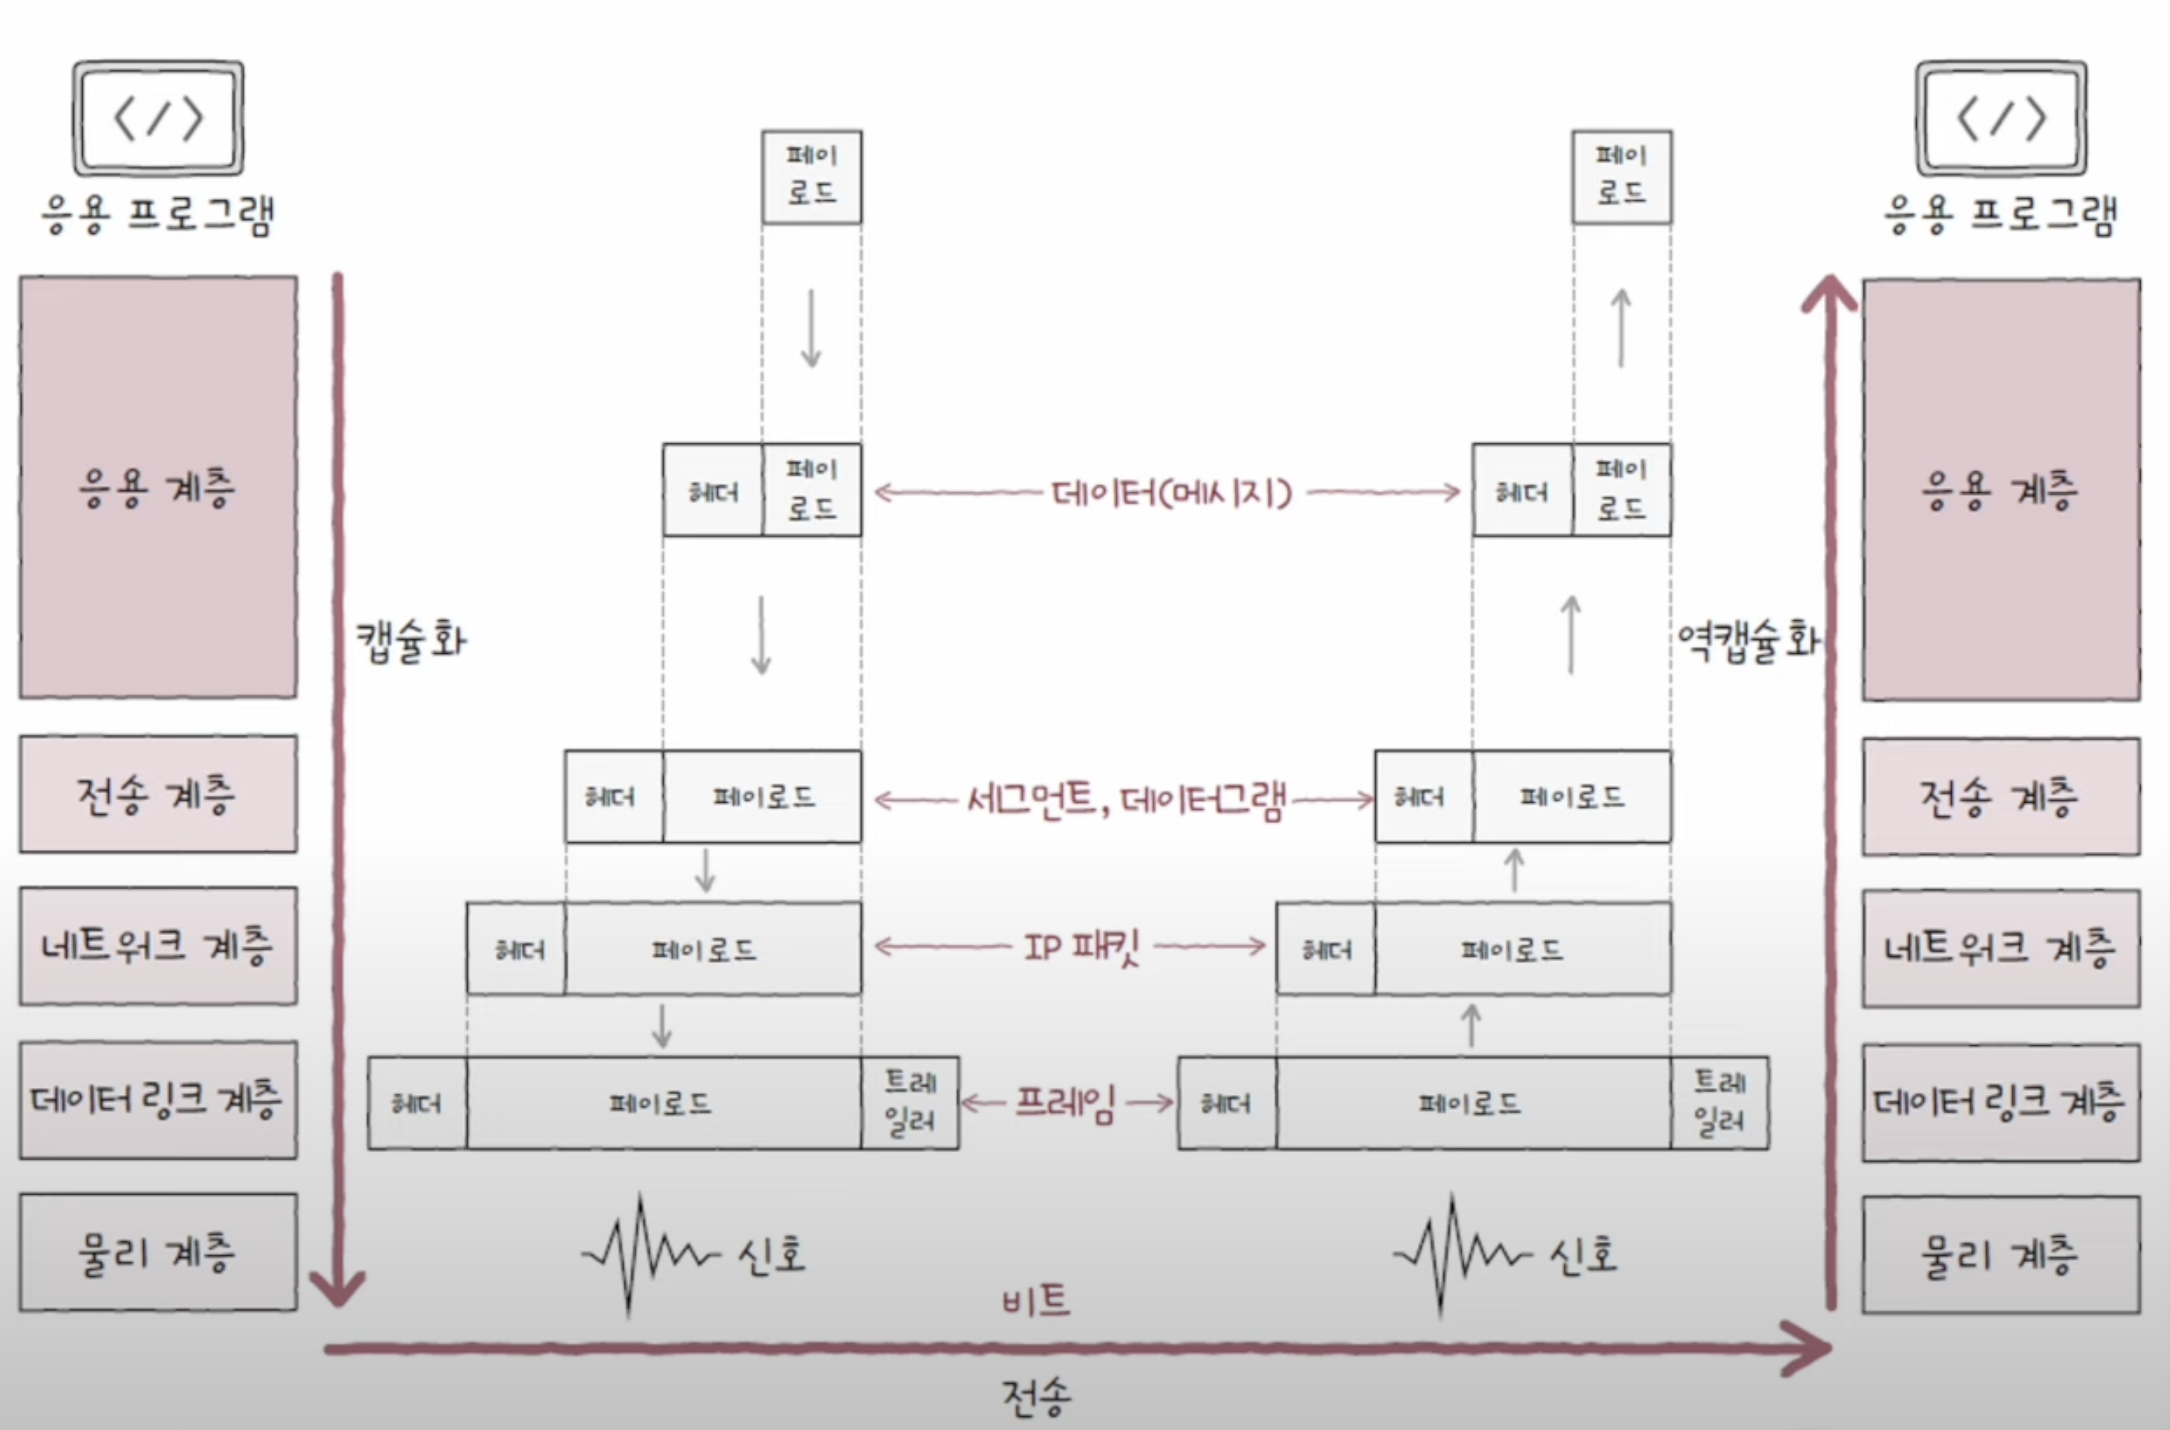 </>
응용 프로그램
</>
응용 프로그램
페이
로드
페이
로드
응용 계층
헤더
페이
로드
데이터(메시지)
헤더
페이
로드
응용 계층
캡슐화
역캡슐화
전송 계층
헤더
페이로드
세그먼트, 데이터그램
헤더
페이로드
전송 계층
네트워크 계층
헤더
페이로드
IP 패킷
헤더
페이로드
네트워크 계층
데이터 링크 계층
헤더
페이로드
트레
일러
프레임
헤더
페이로드
트레
일러
데이터 링크 계층
물리 계층
신호
신호
물리 계층
비트
전송